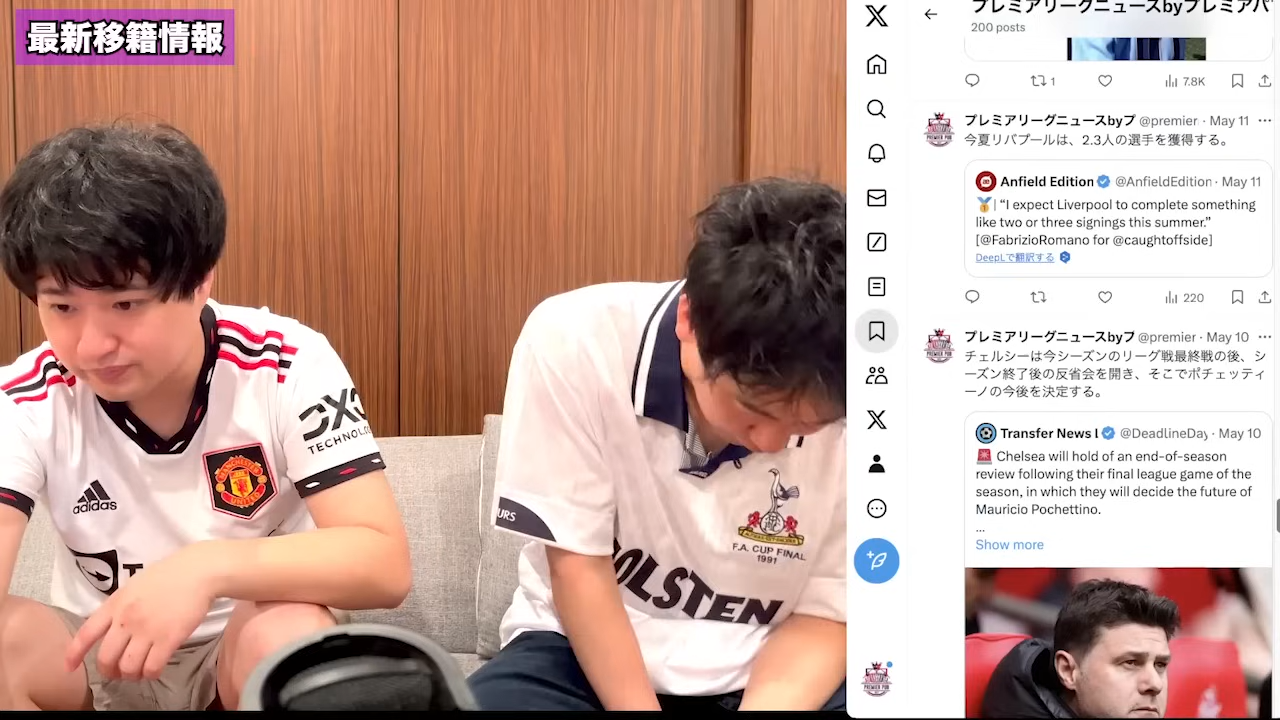 最新移籍情報
adidas
DXC
TECHNOLO
MANCHESTER
UNITED
URS
F.A. CUP FINAL
1991
HOLSTEN
プレミアリーグニュースbyプレミアパ
200 posts
1
7.8K
プレミアリーグニュースbyプ @premier · May 11
今夏リバプールは、2.3人の選手を獲得する。
Anfield Edition @AnfieldEdition · May 11
🥇| “I expect Liverpool to complete something
like two or three signings this summer.”
[@FabrizioRomano for @caughtoffside]
DeepLで翻訳する
220
プレミアリーグニュースbyプ @premier · May 10
チェルシーは今シーズンのリーグ戦最終戦の後、シ
ーズン終了後の反省会を開き、そこでポチェッティ
ーノの今後を決定する。
Transfer News l @DeadlineDay · May 10
🚨 Chelsea will hold of an end-of-season
review following their final league game of the
season, in which they will decide the future of
Mauricio Pochettino.
...
Show more
PREMIER PUB